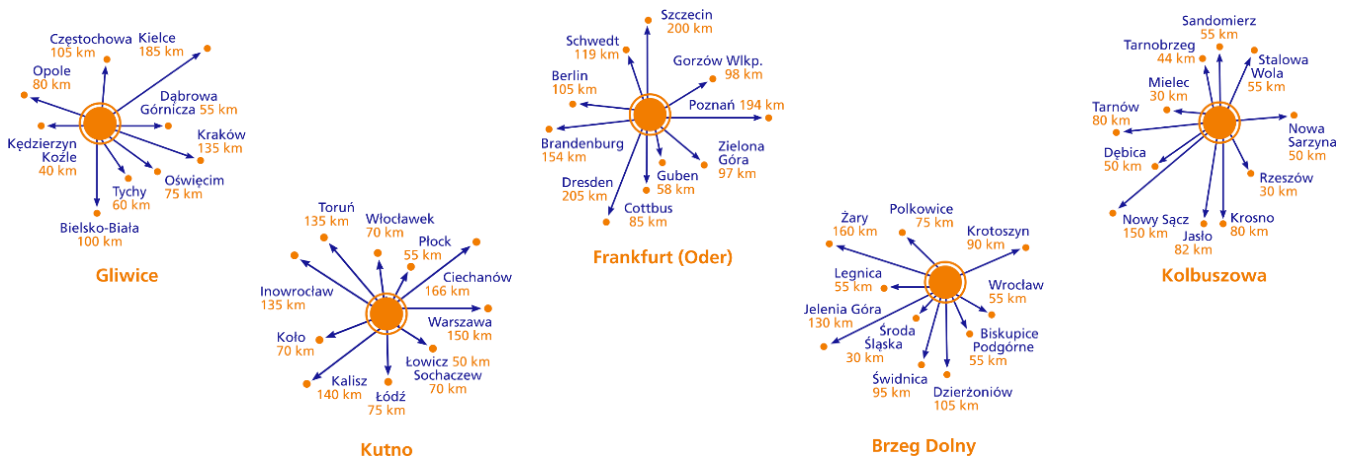 Częstochowa
105 km
Kielce
185 km
Opole
80 km
Dąbrowa
Górnicza 55 km
Kędzierzyn
Koźle
40 km
Kraków
135 km
Oświęcim
75 km
Tychy
60 km
Bielsko-Biała
100 km
Gliwice
Toruń
135 km
Włocławek
70 km
Płock
55 km
Ciechanów
166 km
Inowrocław
135 km
Warszawa
150 km
Koło
70 km
Łowicz 50 km
Sochaczew
70 km
Kalisz
140 km
Łódź
75 km
Kutno
Szczecin
200 km
Schwedt
119 km
Gorzów Wlkp.
98 km
Berlin
105 km
Poznań 194 km
Brandenburg
154 km
Zielona
Góra
97 km
Guben
58 km
Dresden
205 km
Cottbus
85 km
Frankfurt (Oder)
Żary
160 km
Polkowice
75 km
Krotoszyn
90 km
Legnica
55 km
Wrocław
55 km
Jelenia Góra
130 km
Środa
Śląska
30 km
Biskupice
Podgórne
55 km
Świdnica
95 km
Dzierżoniów
105 km
Brzeg Dolny
Sandomierz
55 km
Tarnobrzeg
44 km
Stalowa
Wola
55 km
Mielec
30 km
Tarnów
80 km
Nowa
Sarzyna
50 km
Dębica
50 km
Rzeszów
30 km
Nowy Sącz
150 km
Jasło
82 km
Krosno
80 km
Kolbuszowa